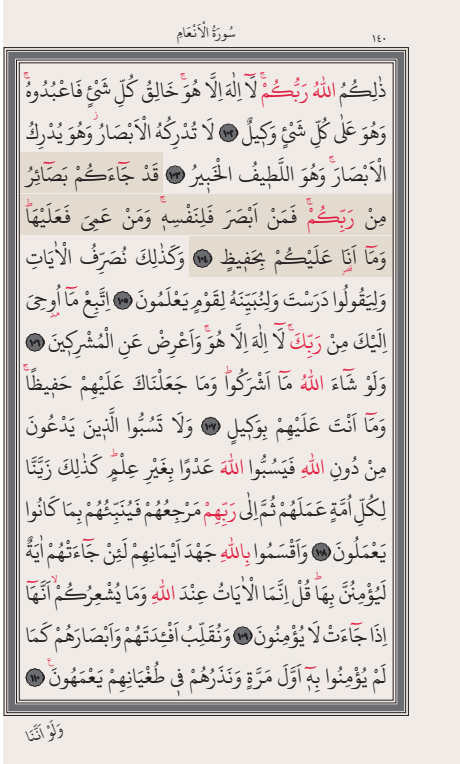 سُورَةُ الْاَنْعَامِ
١٤٠
ذٰلِكُمُ اللّٰهُ رَبُّكُمْۚ لَٓا اِلٰهَ اِلَّا هُوَۚ خَالِقُ كُلِّ شَيْءٍ فَاعْبُدُوهُۚ
وَهُوَ عَلٰى كُلِّ شَيْءٍ وَكِيلٌ ﴿١٠٢﴾ لَا تُدْرِكُهُ الْاَبْصَارُۘ وَهُوَ يُدْرِكُ
الْاَبْصَارَۚ وَهُوَ اللَّطِيفُ الْخَبِيرُ ﴿١٠٣﴾ قَدْ جَٓاءَكُمْ بَصَٓائِرُ
مِنْ رَبِّكُمْۚ فَمَنْ اَبْصَرَ فَلِنَفْسِهٖۚ وَمَنْ عَمِيَ فَعَلَيْهَاۜ
وَمَٓا اَنَا۬ عَلَيْكُمْ بِحَفِيظٍ ﴿١٠٤﴾ وَكَذٰلِكَ نُصَرِّفُ الْاٰيَاتِ
وَلِيَقُولُوا دَرَسْتَ وَلِنُبَيِّنَهُ لِقَوْمٍ يَعْلَمُونَ ﴿١٠٥﴾ اِتَّبِعْ مَٓا اُو۫حِيَ
اِلَيْكَ مِنْ رَبِّكَۚ لَٓا اِلٰهَ اِلَّا هُوَۚ وَاَعْرِضْ عَنِ الْمُشْرِكِينَ ﴿١٠٦﴾
وَلَوْ شَٓاءَ اللّٰهُ مَٓا اَشْرَكُواۜ وَمَا جَعَلْنَاكَ عَلَيْهِمْ حَفِيظًاۚ
وَمَٓا اَنْتَ عَلَيْهِمْ بِوَكِيلٍ ﴿١٠٧﴾ وَلَا تَسُبُّوا الَّذِينَ يَدْعُونَ
مِنْ دُونِ اللّٰهِ فَيَسُبُّوا اللّٰهَ عَدْوًا بِغَيْرِ عِلْمٍۜ كَذٰلِكَ زَيَّنَّا
لِكُلِّ اُمَّةٍ عَمَلَهُمْ ثُمَّ اِلٰى رَبِّهِمْ مَرْجِعُهُمْ فَيُنَبِّئُهُمْ بِمَا كَانُوا
يَعْمَلُونَ ﴿١٠٨﴾ وَاَقْسَمُوا بِاللّٰهِ جَهْدَ اَيْمَانِهِمْ لَئِنْ جَٓاءَتْهُمْ اٰيَةٌ
لَيُؤْمِنُنَّ بِهَاۜ قُلْ اِنَّمَا الْاٰيَاتُ عِنْدَ اللّٰهِ وَمَا يُشْعِرُكُمْۙ اَنَّهَٓا
اِذَا جَٓاءَتْ لَا يُؤْمِنُونَ ﴿١٠٩﴾ وَنُقَلِّبُ اَفْـِٔدَتَهُمْ وَاَبْصَارَهُمْ كَمَا
لَمْ يُؤْمِنُوا بِهٖٓ اَوَّلَ مَرَّةٍ وَنَذَرُهُمْ فِي طُغْيَانِهِمْ يَعْمَهُونَ۟ ﴿١١٠﴾
وَلَوْ اَنَّنَا